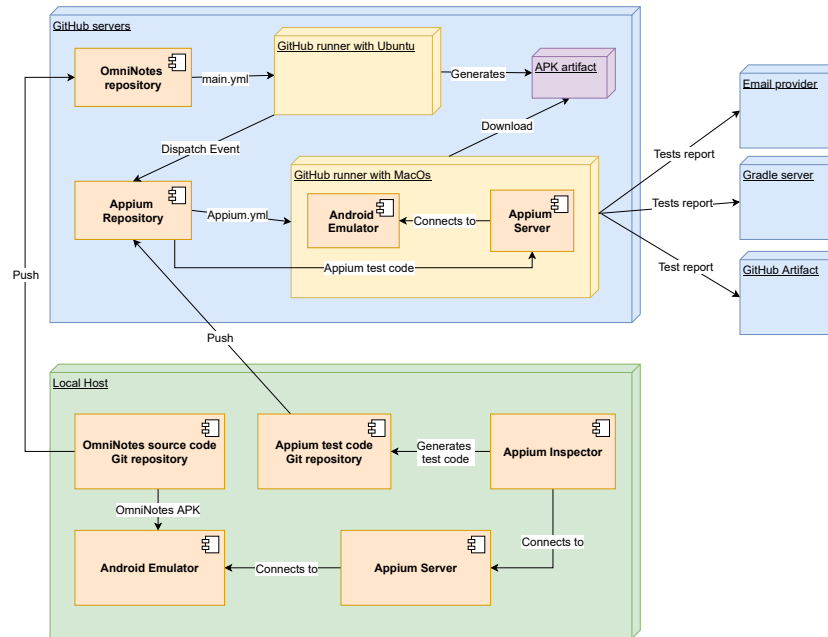 GitHub servers
OmniNotes
repository
main.yml
GitHub runner with Ubuntu
Generates
APK artifact
Download
Dispatch Event
Appium
Repository
Appium.yml
GitHub runner with MacOs
Android
Emulator
Connects to
Appium
Server
Appium test code
Tests report
Email provider
Tests report
Gradle server
Test report
GitHub Artifact
Push
Push
Local Host
OmniNotes source code
Git repository
Appium test code
Git repository
Generates
test code
Appium Inspector
OmniNotes APK
Connects to
Android Emulator
Connects to
Appium Server